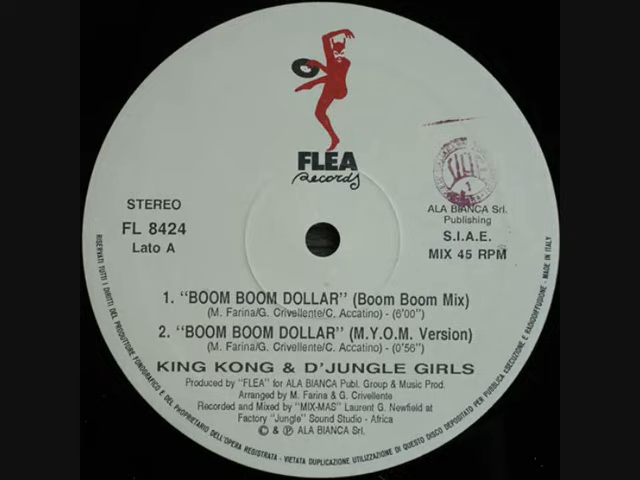 FLEA
Records
STEREO
FL 8424
Lato A
ALA BIANCA Srl.
Publishing
S.I.A.E.
MIX 45 RPM
1. "BOOM BOOM DOLLAR" (Boom Boom Mix)
(M. Farina/G. Crivellente/C. Accatino) - (6'00")
2. "BOOM BOOM DOLLAR" (M.Y.O.M. Version)
(M. Farina/G. Crivellente/C. Accatino) - (0'56")
KING KONG & D'JUNGLE GIRLS
Produced by "FLEA" for ALA BIANCA Publ. Group & Music Prod.
Arranged by M. Farina & G. Crivellente
Recorded and Mixed by "MIX-MAS" Laurent G. Newfield at
Factory "Jungle" Sound Studio - Africa
© & ℗ ALA BIANCA Srl.
RISERVATI TUTTI I DIRITTI DEL PRODUTTORE FONOGRAFICO E DEL PROPRIETARIO DELL'OPERA REGISTRATA - VIETATA DUPLICAZIONE UTILIZZAZIONE DI QUESTO DISCO DEPOSITATO PER PUBBLICA ESECUZIONE E RADIODIFFUSIONE - MADE IN ITALY